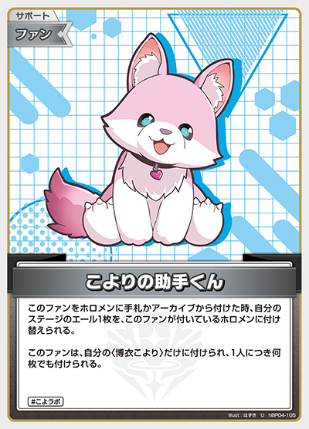 サポート
ファン
こよりの助手くん
このファンをホロメンに手札かアーカイブから付けた時、自分の
ステージのエール1枚を、このファンが付いているホロメンに付け
替えられる。
このファンは、自分の〈博衣こより〉だけに付けられ、1人につき何
枚でも付けられる。
#こよラボ
Illust：はずき U hBP04-105